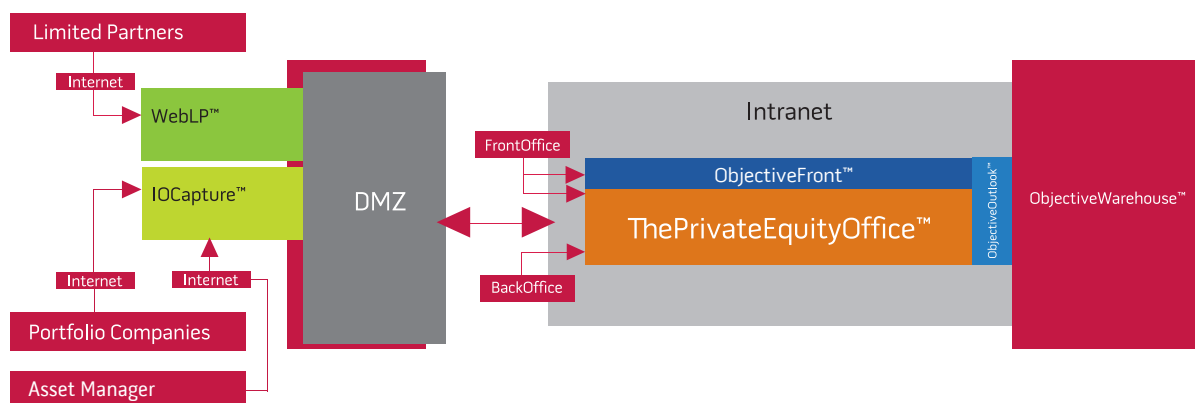 Limited Partners
Internet
WebLP™
IOCapture™
Internet
Internet
Portfolio Companies
Asset Manager
DMZ
Intranet
FrontOffice
ObjectiveFront™
ThePrivateEquityOffice™
BackOffice
ObjectiveOutlook™
ObjectiveWarehouse™